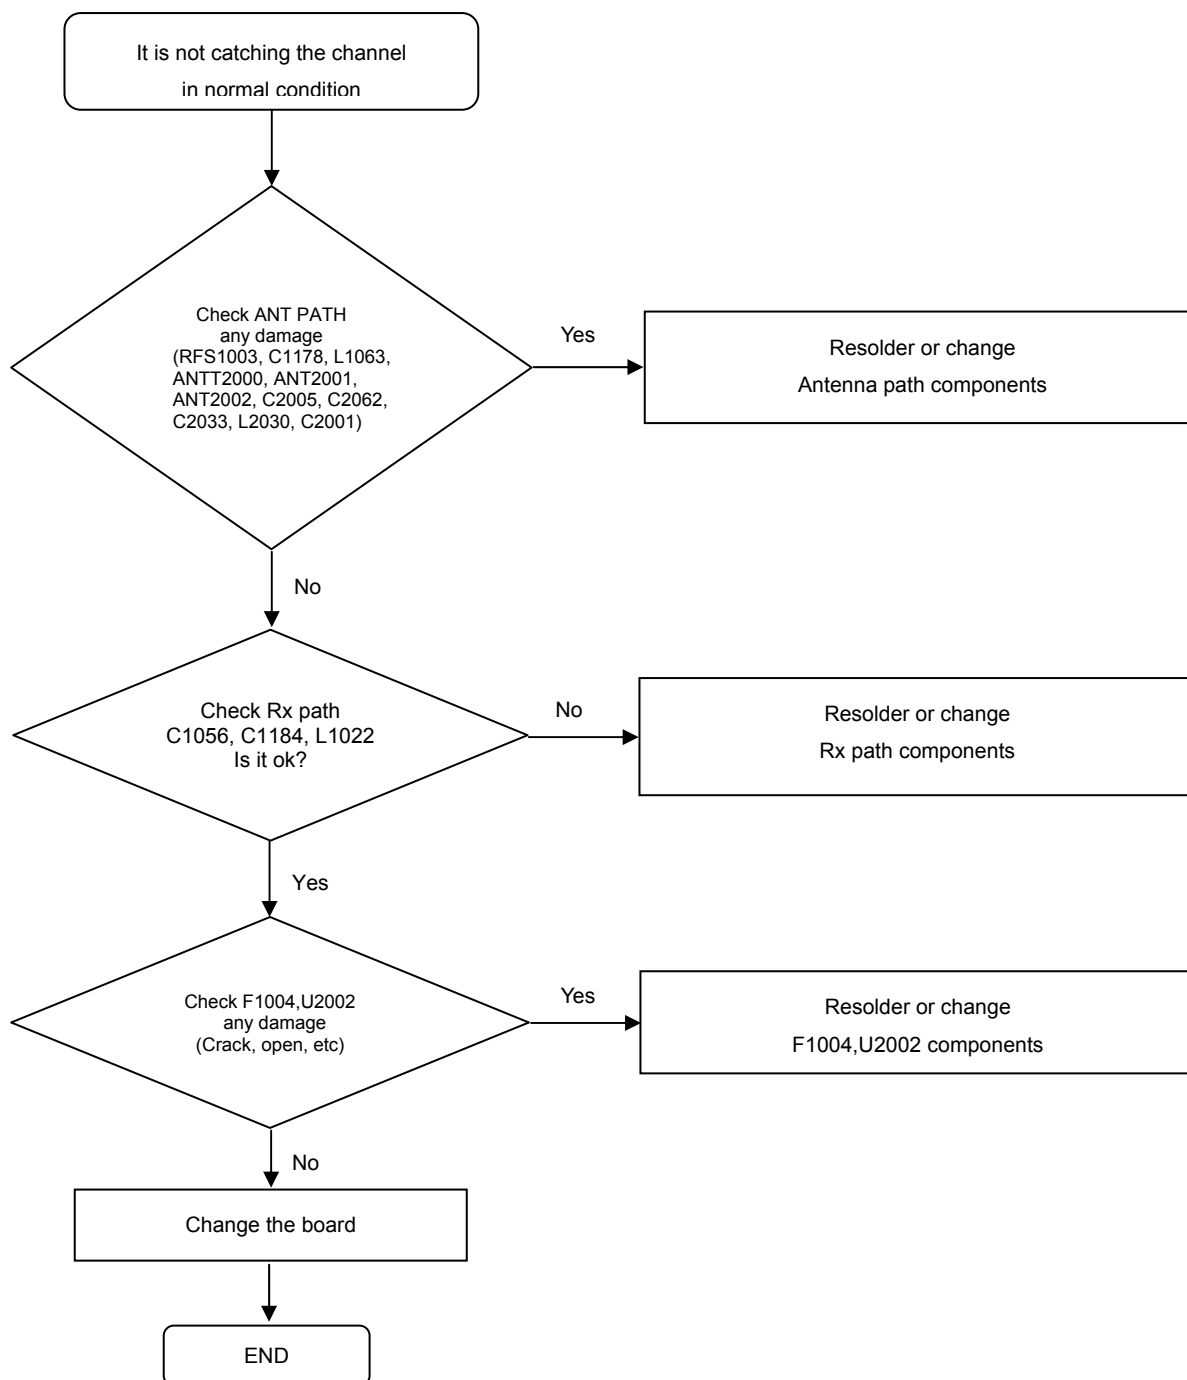 It is not catching the channel
in normal condition
Check ANT PATH
any damage
(RFS1003, C1178, L1063,
ANTT2000, ANT2001,
ANT2002, C2005, C2062,
C2033, L2030, C2001)
Yes
Resolder or change
Antenna path components
No
Check Rx path
C1056, C1184, L1022
Is it ok?
No
Resolder or change
Rx path components
Yes
Check F1004,U2002
any damage
(Crack, open, etc)
Yes
Resolder or change
F1004,U2002 components
No
Change the board
END